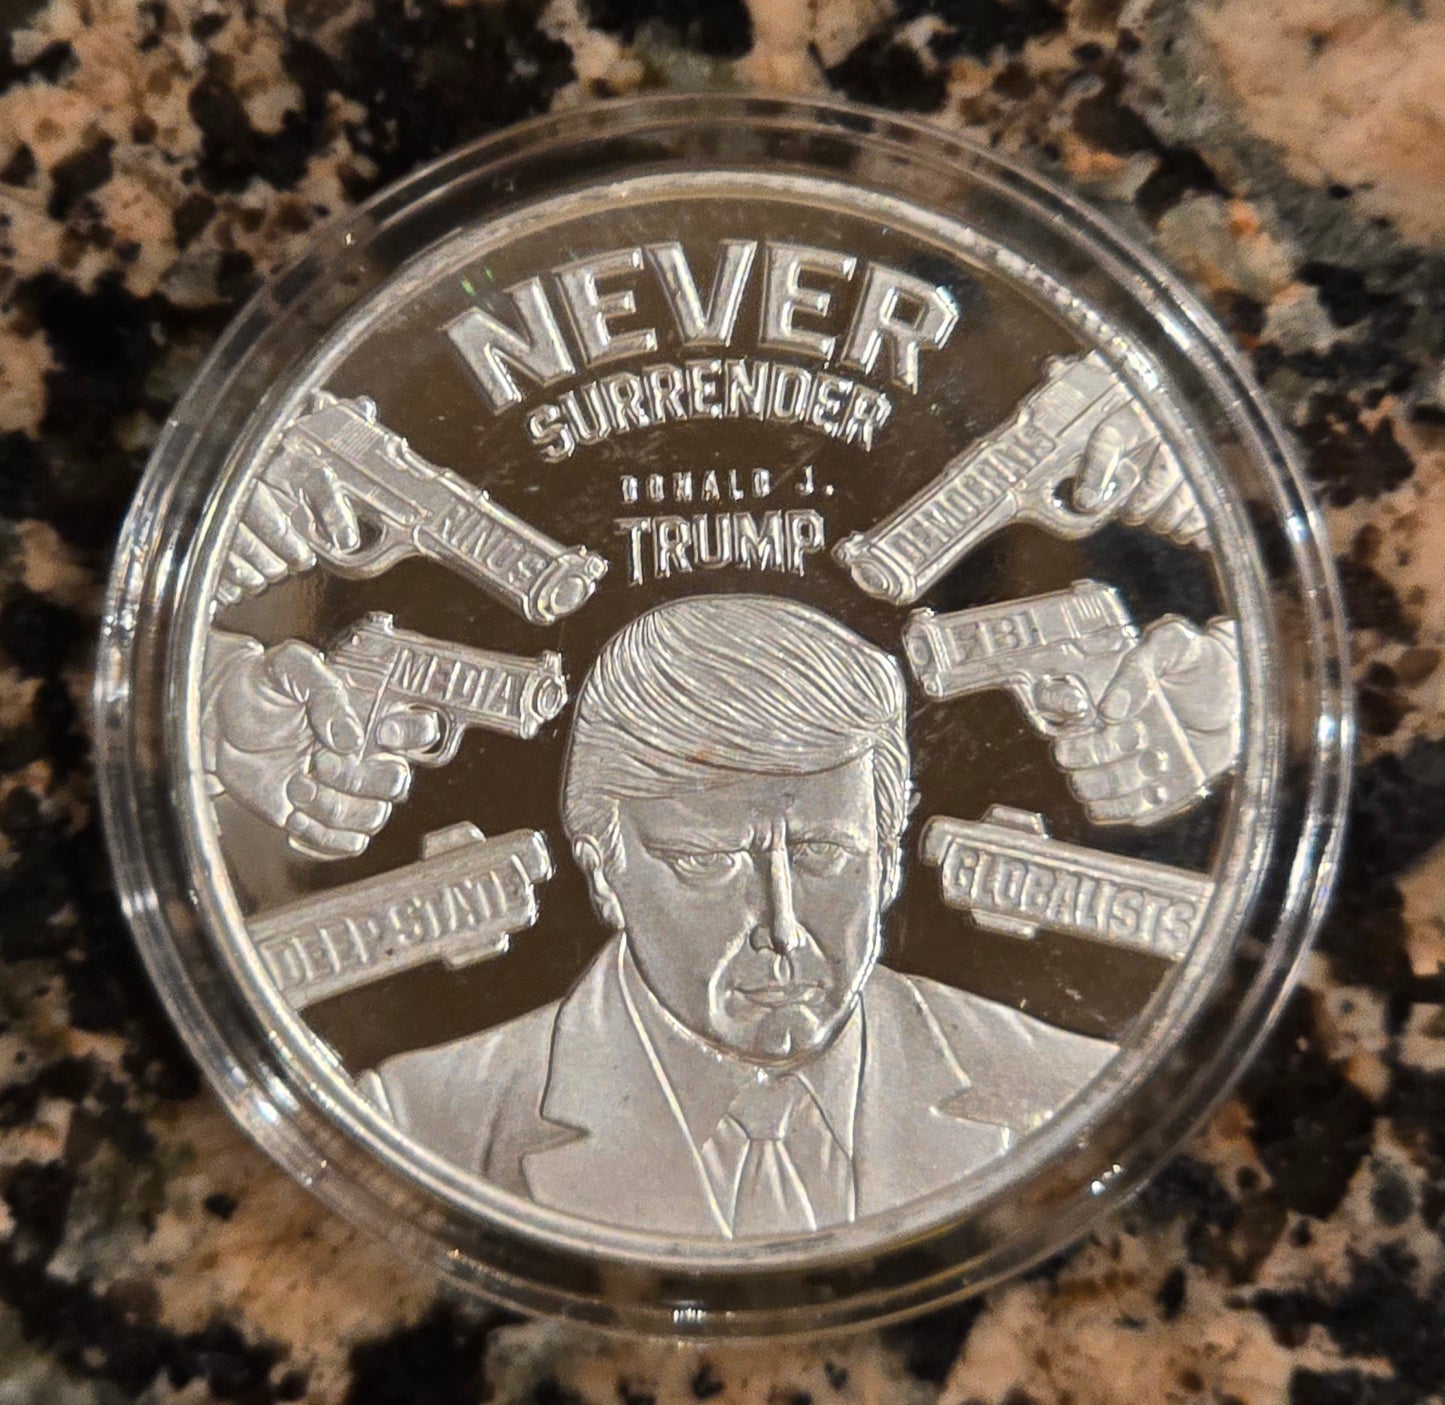 NEVER
SURRENDER
DONALD J.
TRUMP
RINOS
DEMOCRATS
MEDIA
FBI
DEEP STATE
GLOBALISTS